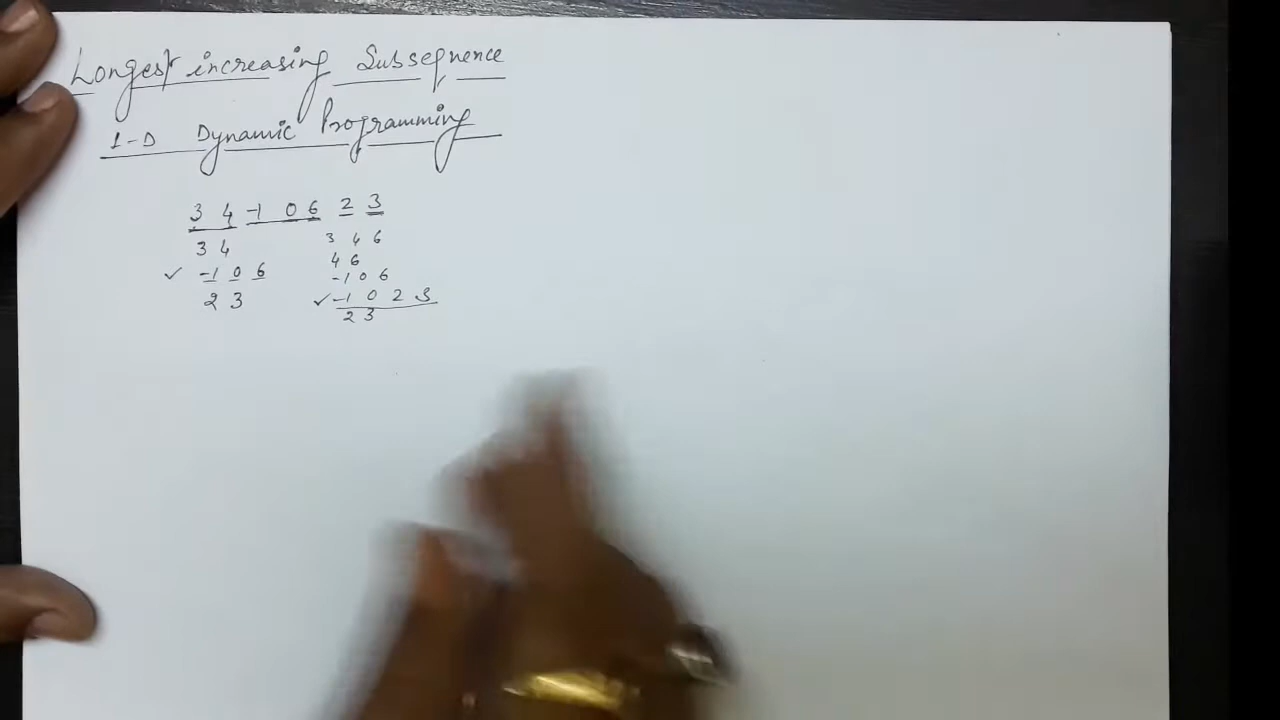 Longest increasing Subsequence
1-D Dynamic Programming
3 4 -1 0 6 2 3
3 4
✓ -1 0 6
2 3
3 4 6
4 6
-1 0 6
✓ -1 0 2 3
2 3